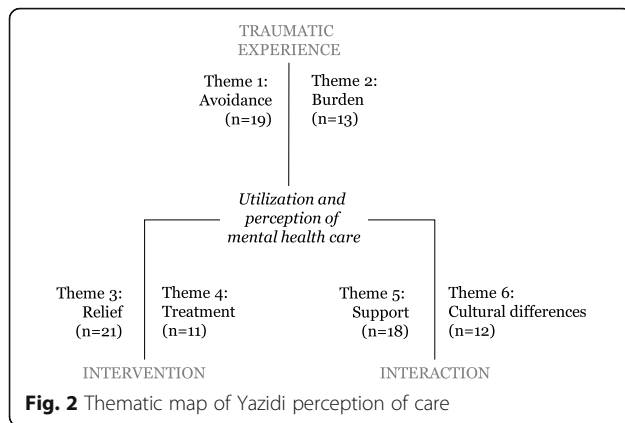 TRAUMATIC
EXPERIENCE
Theme 1:
Avoidance
(n=19)
Theme 2:
Burden
(n=13)
Utilization and
perception of
mental health care
Theme 3:
Relief
(n=21)
Theme 4:
Treatment
(n=11)
Theme 5:
Support
(n=18)
Theme 6:
Cultural differences
(n=12)
INTERVENTION
INTERACTION
Fig. 2 Thematic map of Yazidi perception of care